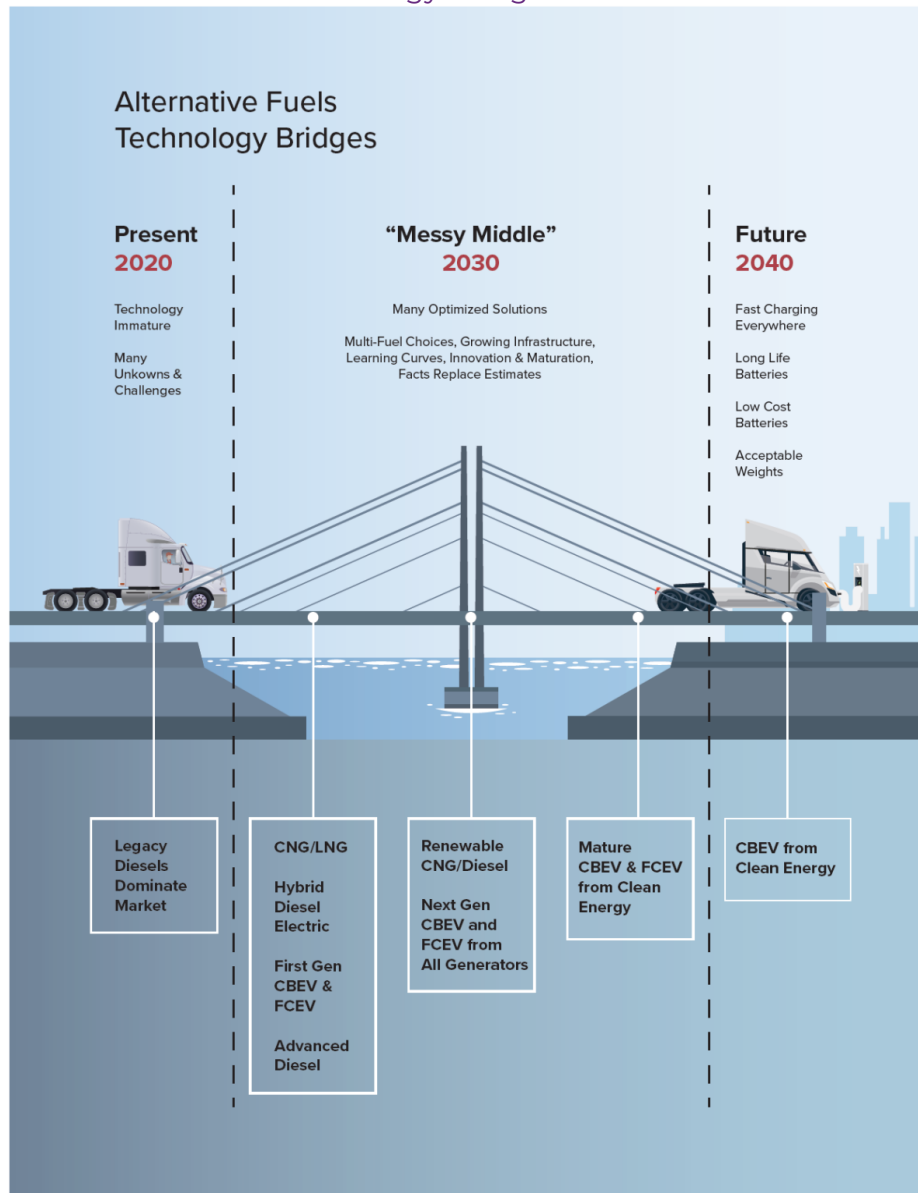 Alternative Fuels
Technology Bridges
Present
2020
Technology
Immature
Many
Unkowns &
Challenges
“Messy Middle”
2030
Many Optimized Solutions
Multi-Fuel Choices, Growing Infrastructure,
Learning Curves, Innovation & Maturation,
Facts Replace Estimates
Future
2040
Fast Charging
Everywhere
Long Life
Batteries
Low Cost
Batteries
Acceptable
Weights
Legacy
Diesels
Dominate
Market
CNG/LNG
Hybrid
Diesel
Electric
First Gen
CBEV &
FCEV
Advanced
Diesel
Renewable
CNG/Diesel
Next Gen
CBEV and
FCEV from
All Generators
Mature
CBEV & FCEV
from Clean
Energy
CBEV from
Clean Energy